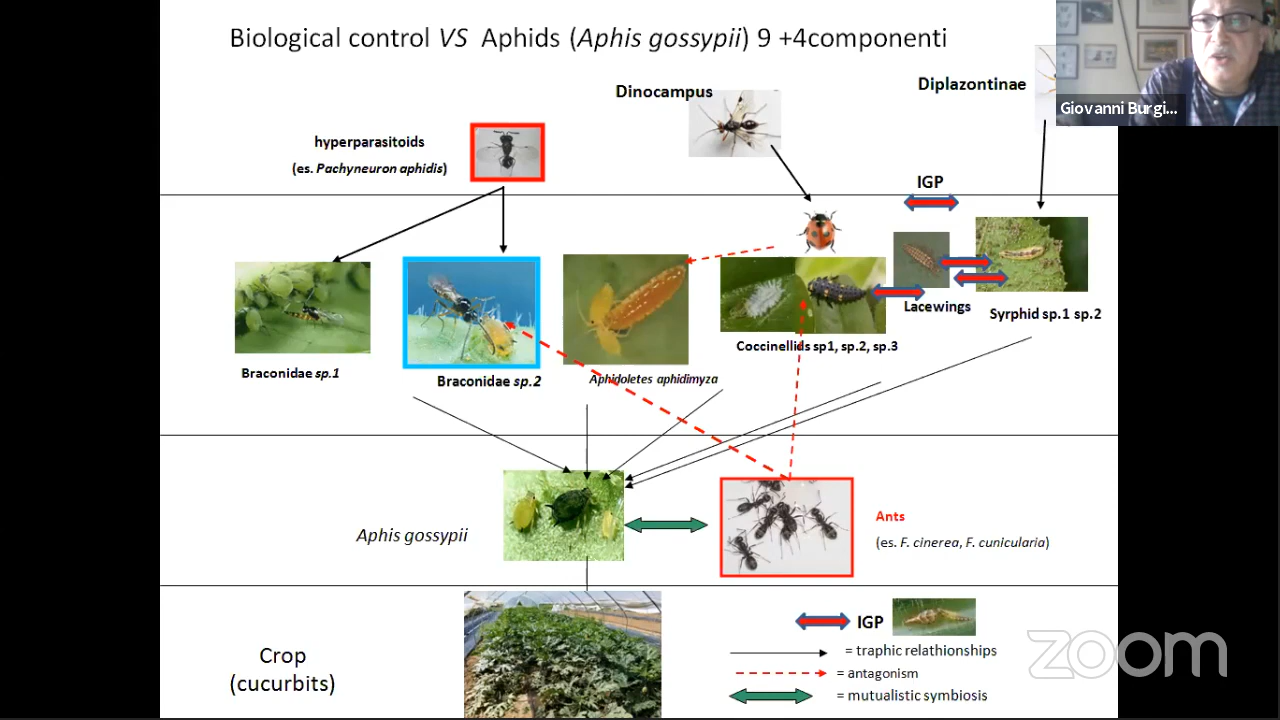 Biological control VS Aphids (Aphis gossypii) 9 +4componenti
Giovanni Burgi...
Diplazontinae
Dinocampus
hyperparasitoids
(es. Pachyneuron aphidis)
IGP
Lacewings
Syrphid sp.1 sp.2
Coccinellids sp1, sp.2, sp.3
Braconidae sp.1
Braconidae sp.2
Aphidoletes aphidimyza
Aphis gossypii
Ants
(es. F. cinerea, F. cunicularia)
Crop
(cucurbits)
IGP
= traphic relathionships
= antagonism
= mutualistic symbiosis
zoom